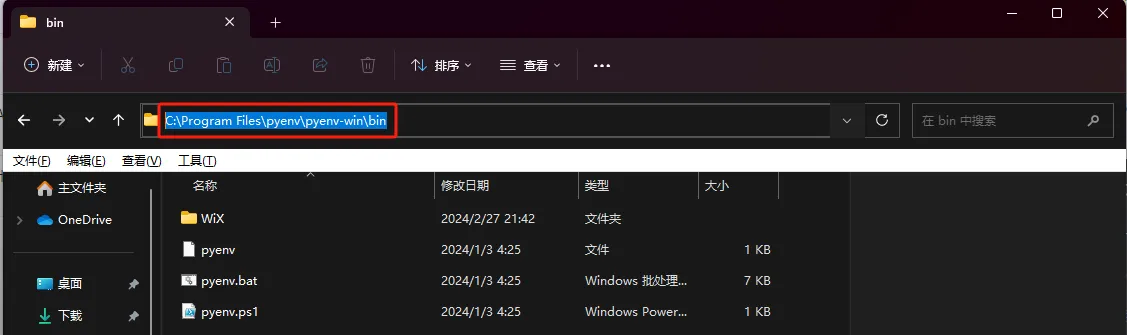 bin
新建
排序
查看
C:\Program Files\pyenv\pyenv-win\bin
在 bin 中搜索
文件(F) 编辑(E) 查看(V) 工具(T)
主文件夹
OneDrive
桌面
下载
名称 修改日期 类型 大小
WiX 2024/2/27 21:42 文件夹
pyenv 2024/1/3 4:25 文件 1 KB
pyenv.bat 2024/1/3 4:25 Windows 批处理... 7 KB
pyenv.ps1 2024/1/3 4:25 Windows Power... 1 KB